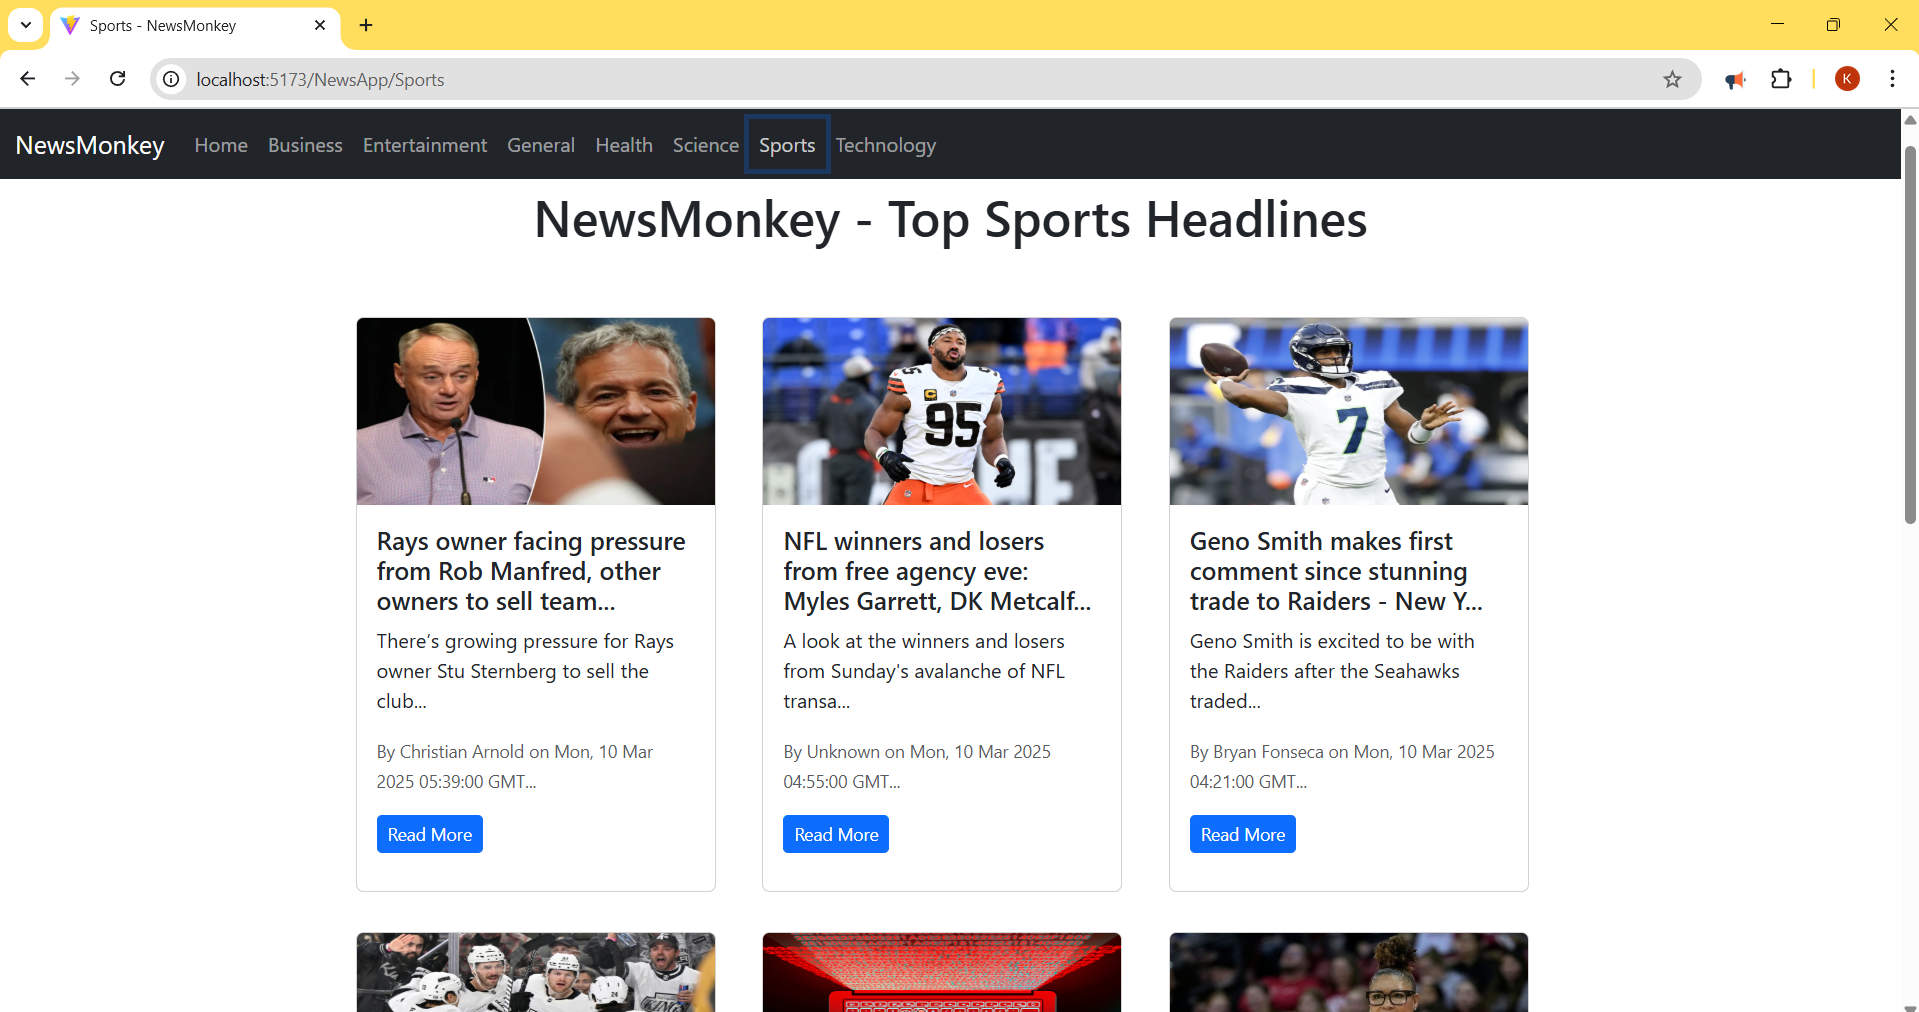 Sports - NewsMonkey
localhost:5173/NewsApp/Sports
K
NewsMonkey Home Business Entertainment General Health Science Sports Technology
NewsMonkey - Top Sports Headlines
95
95
7
Rays owner facing pressure
from Rob Manfred, other
owners to sell team...
There’s growing pressure for Rays
owner Stu Sternberg to sell the
club...
By Christian Arnold on Mon, 10 Mar
2025 05:39:00 GMT...
Read More
NFL winners and losers
from free agency eve:
Myles Garrett, DK Metcalf...
A look at the winners and losers
from Sunday's avalanche of NFL
transa...
By Unknown on Mon, 10 Mar 2025
04:55:00 GMT...
Read More
Geno Smith makes first
comment since stunning
trade to Raiders - New Y...
Geno Smith is excited to be with
the Raiders after the Seahawks
traded...
By Bryan Fonseca on Mon, 10 Mar 2025
04:21:00 GMT...
Read More